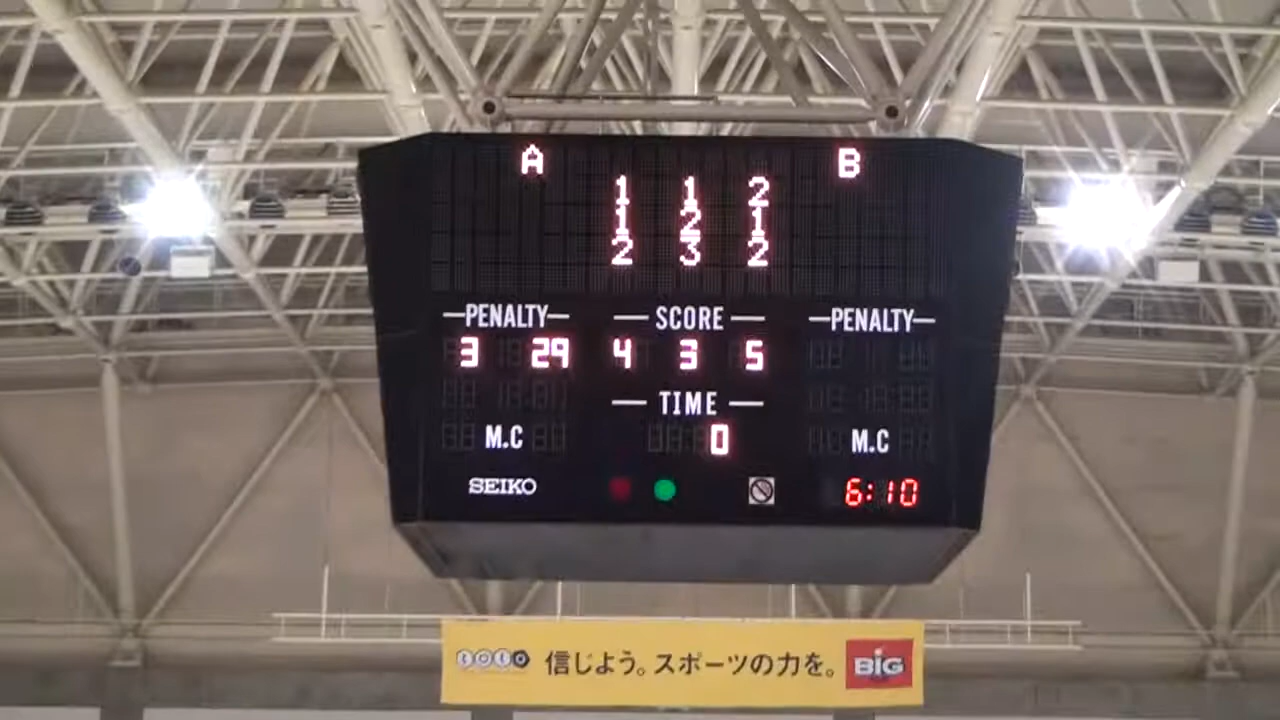 A B
1 1 2
1 2 1
2 3 2
PENALTY SCORE PENALTY
3 29 4 3 5
TIME
M.C 0 M.C
SEIKO 6:10
toto 信じよう。スポーツの力を。 BIG